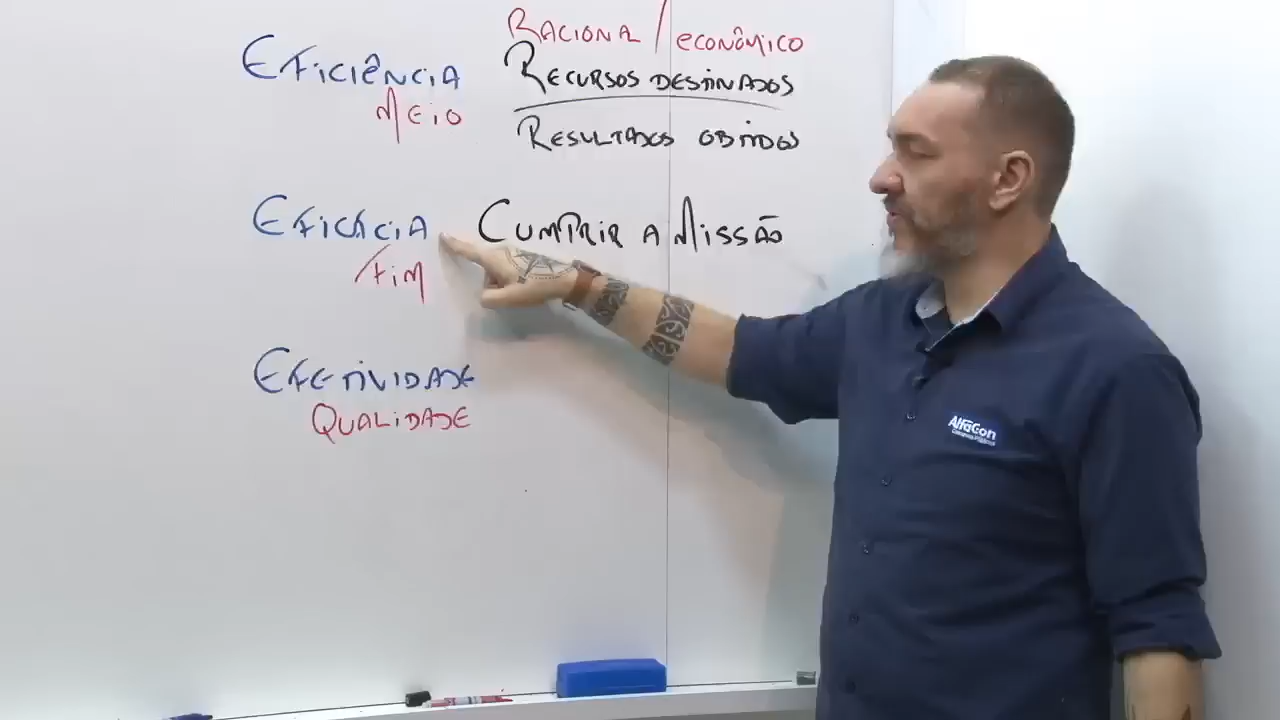 Racional / econômico
Eficiência Recursos destinados
Meio
Resultados obtidos
Eficácia Cumprir a missão
Fim
Efetividade
Qualidade
AlfaCon